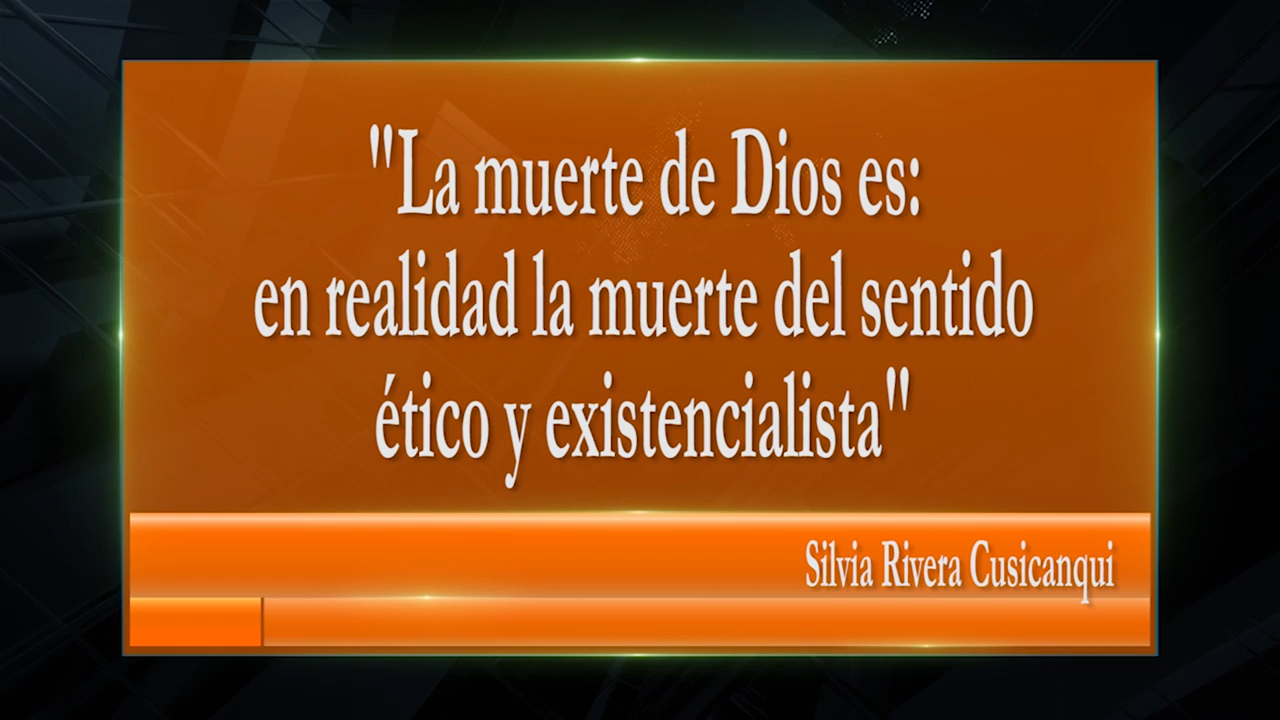 "La muerte de Dios es:
en realidad la muerte del sentido
ético y existencialista"
Silvia Rivera Cusicanqui